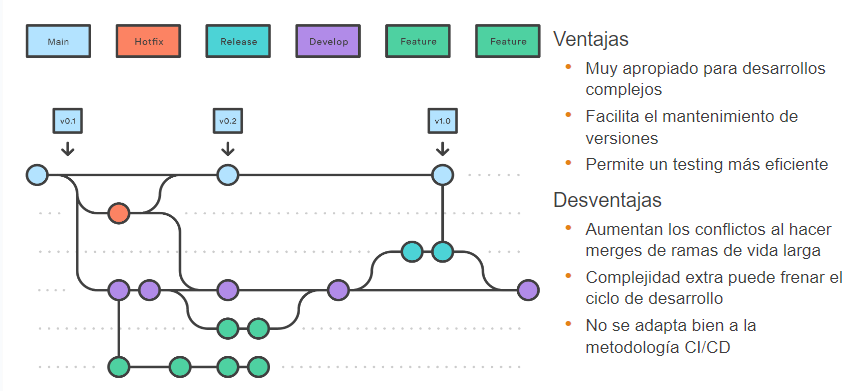 Main
Hotfix
Release
Develop
Feature
Feature
v0.1
v0.2
v1.0
Ventajas
Muy apropiado para desarrollos
complejos
Facilita el mantenimiento de
versiones
Permite un testing más eficiente
Desventajas
Aumentan los conflictos al hacer
merges de ramas de vida larga
Complejidad extra puede frenar el
ciclo de desarrollo
No se adapta bien a la
metodología CI/CD